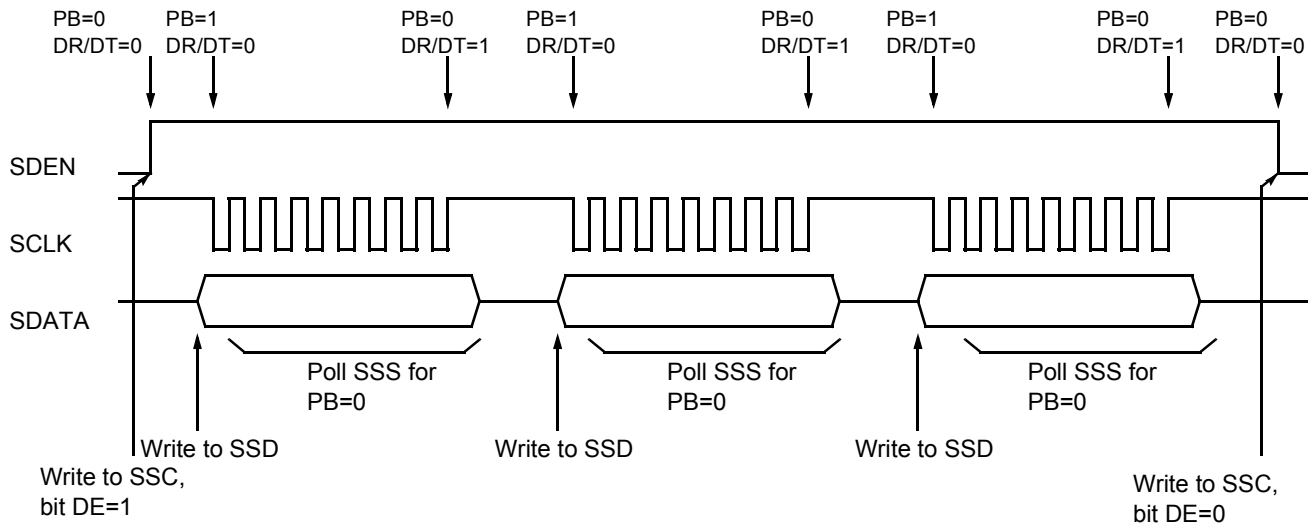 PB=0 PB=1 PB=0 PB=1 PB=0 PB=1 PB=0 PB=0
DR/DT=0 DR/DT=0 DR/DT=1 DR/DT=0 DR/DT=1 DR/DT=0 DR/DT=1 DR/DT=0
SDEN
SCLK
SDATA
Poll SSS for Poll SSS for Poll SSS for
PB=0 PB=0 PB=0
Write to SSD Write to SSD Write to SSD
Write to SSC, Write to SSC,
bit DE=1 bit DE=0